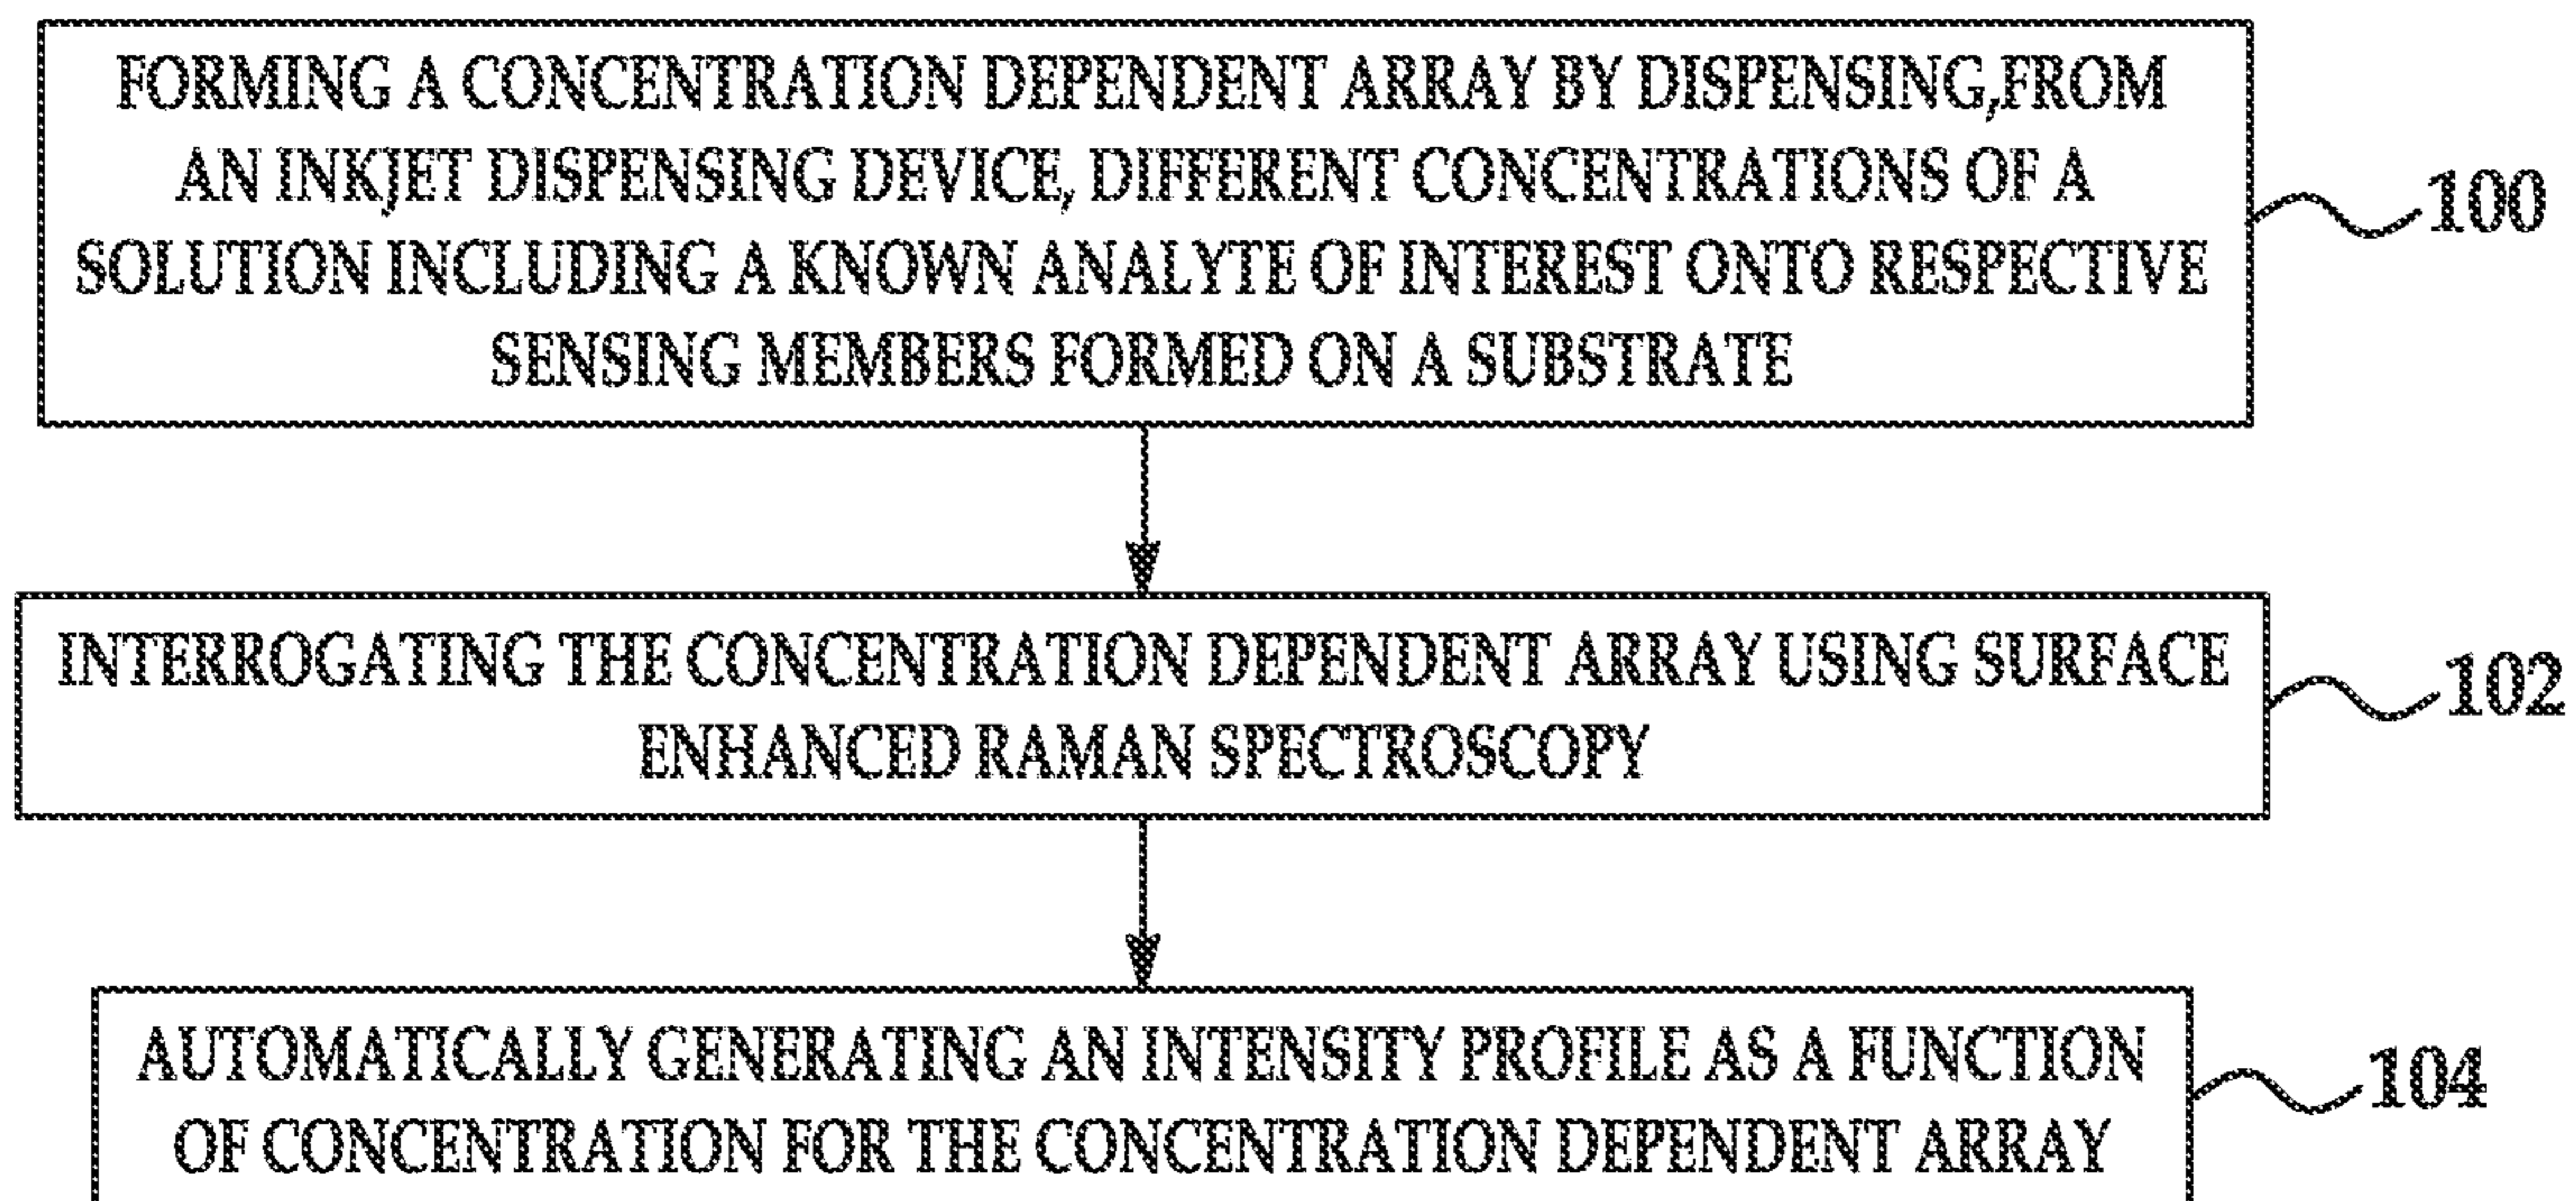 FORMING A CONCENTRATION DEPENDENT ARRAY BY DISPENSING,FROM
AN INKJET DISPENSING DEVICE, DIFFERENT CONCENTRATIONS OF A
SOLUTION INCLUDING A KNOWN ANALYTE OF INTEREST ONTO RESPECTIVE
SENSING MEMBERS FORMED ON A SUBSTRATE
100
INTERROGATING THE CONCENTRATION DEPENDENT ARRAY USING SURFACE
ENHANCED RAMAN SPECTROSCOPY
102
AUTOMATICALLY GENERATING AN INTENSITY PROFILE AS A FUNCTION
OF CONCENTRATION FOR THE CONCENTRATION DEPENDENT ARRAY
104